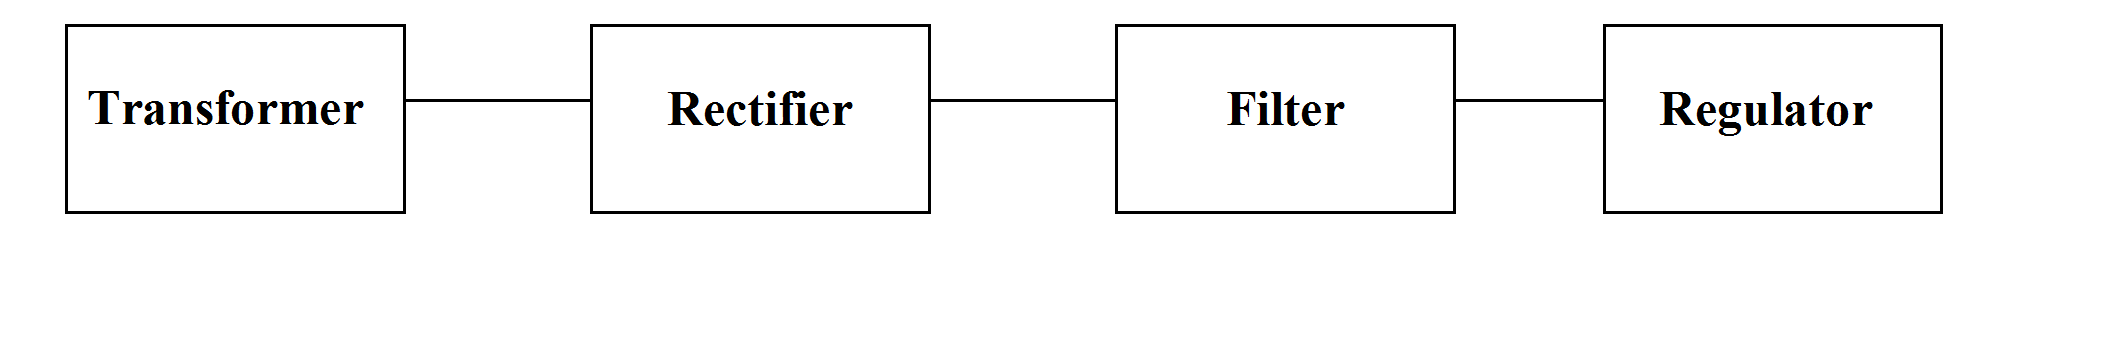 Transformer
Rectifier
Filter
Regulator